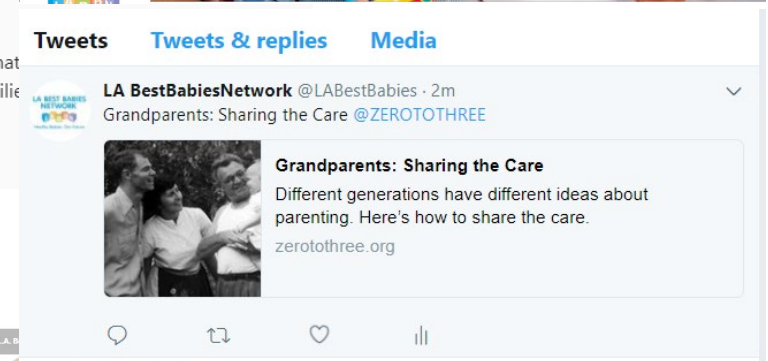 Tweets Tweets & replies Media
LA BestBabiesNetwork @LABestBabies · 2m
Grandparents: Sharing the Care @ZEROTOTHREE
LA BEST BABIES
NETWORK
Grandparents: Sharing the Care
Different generations have different ideas about
parenting. Here's how to share the care.
zerotothree.org